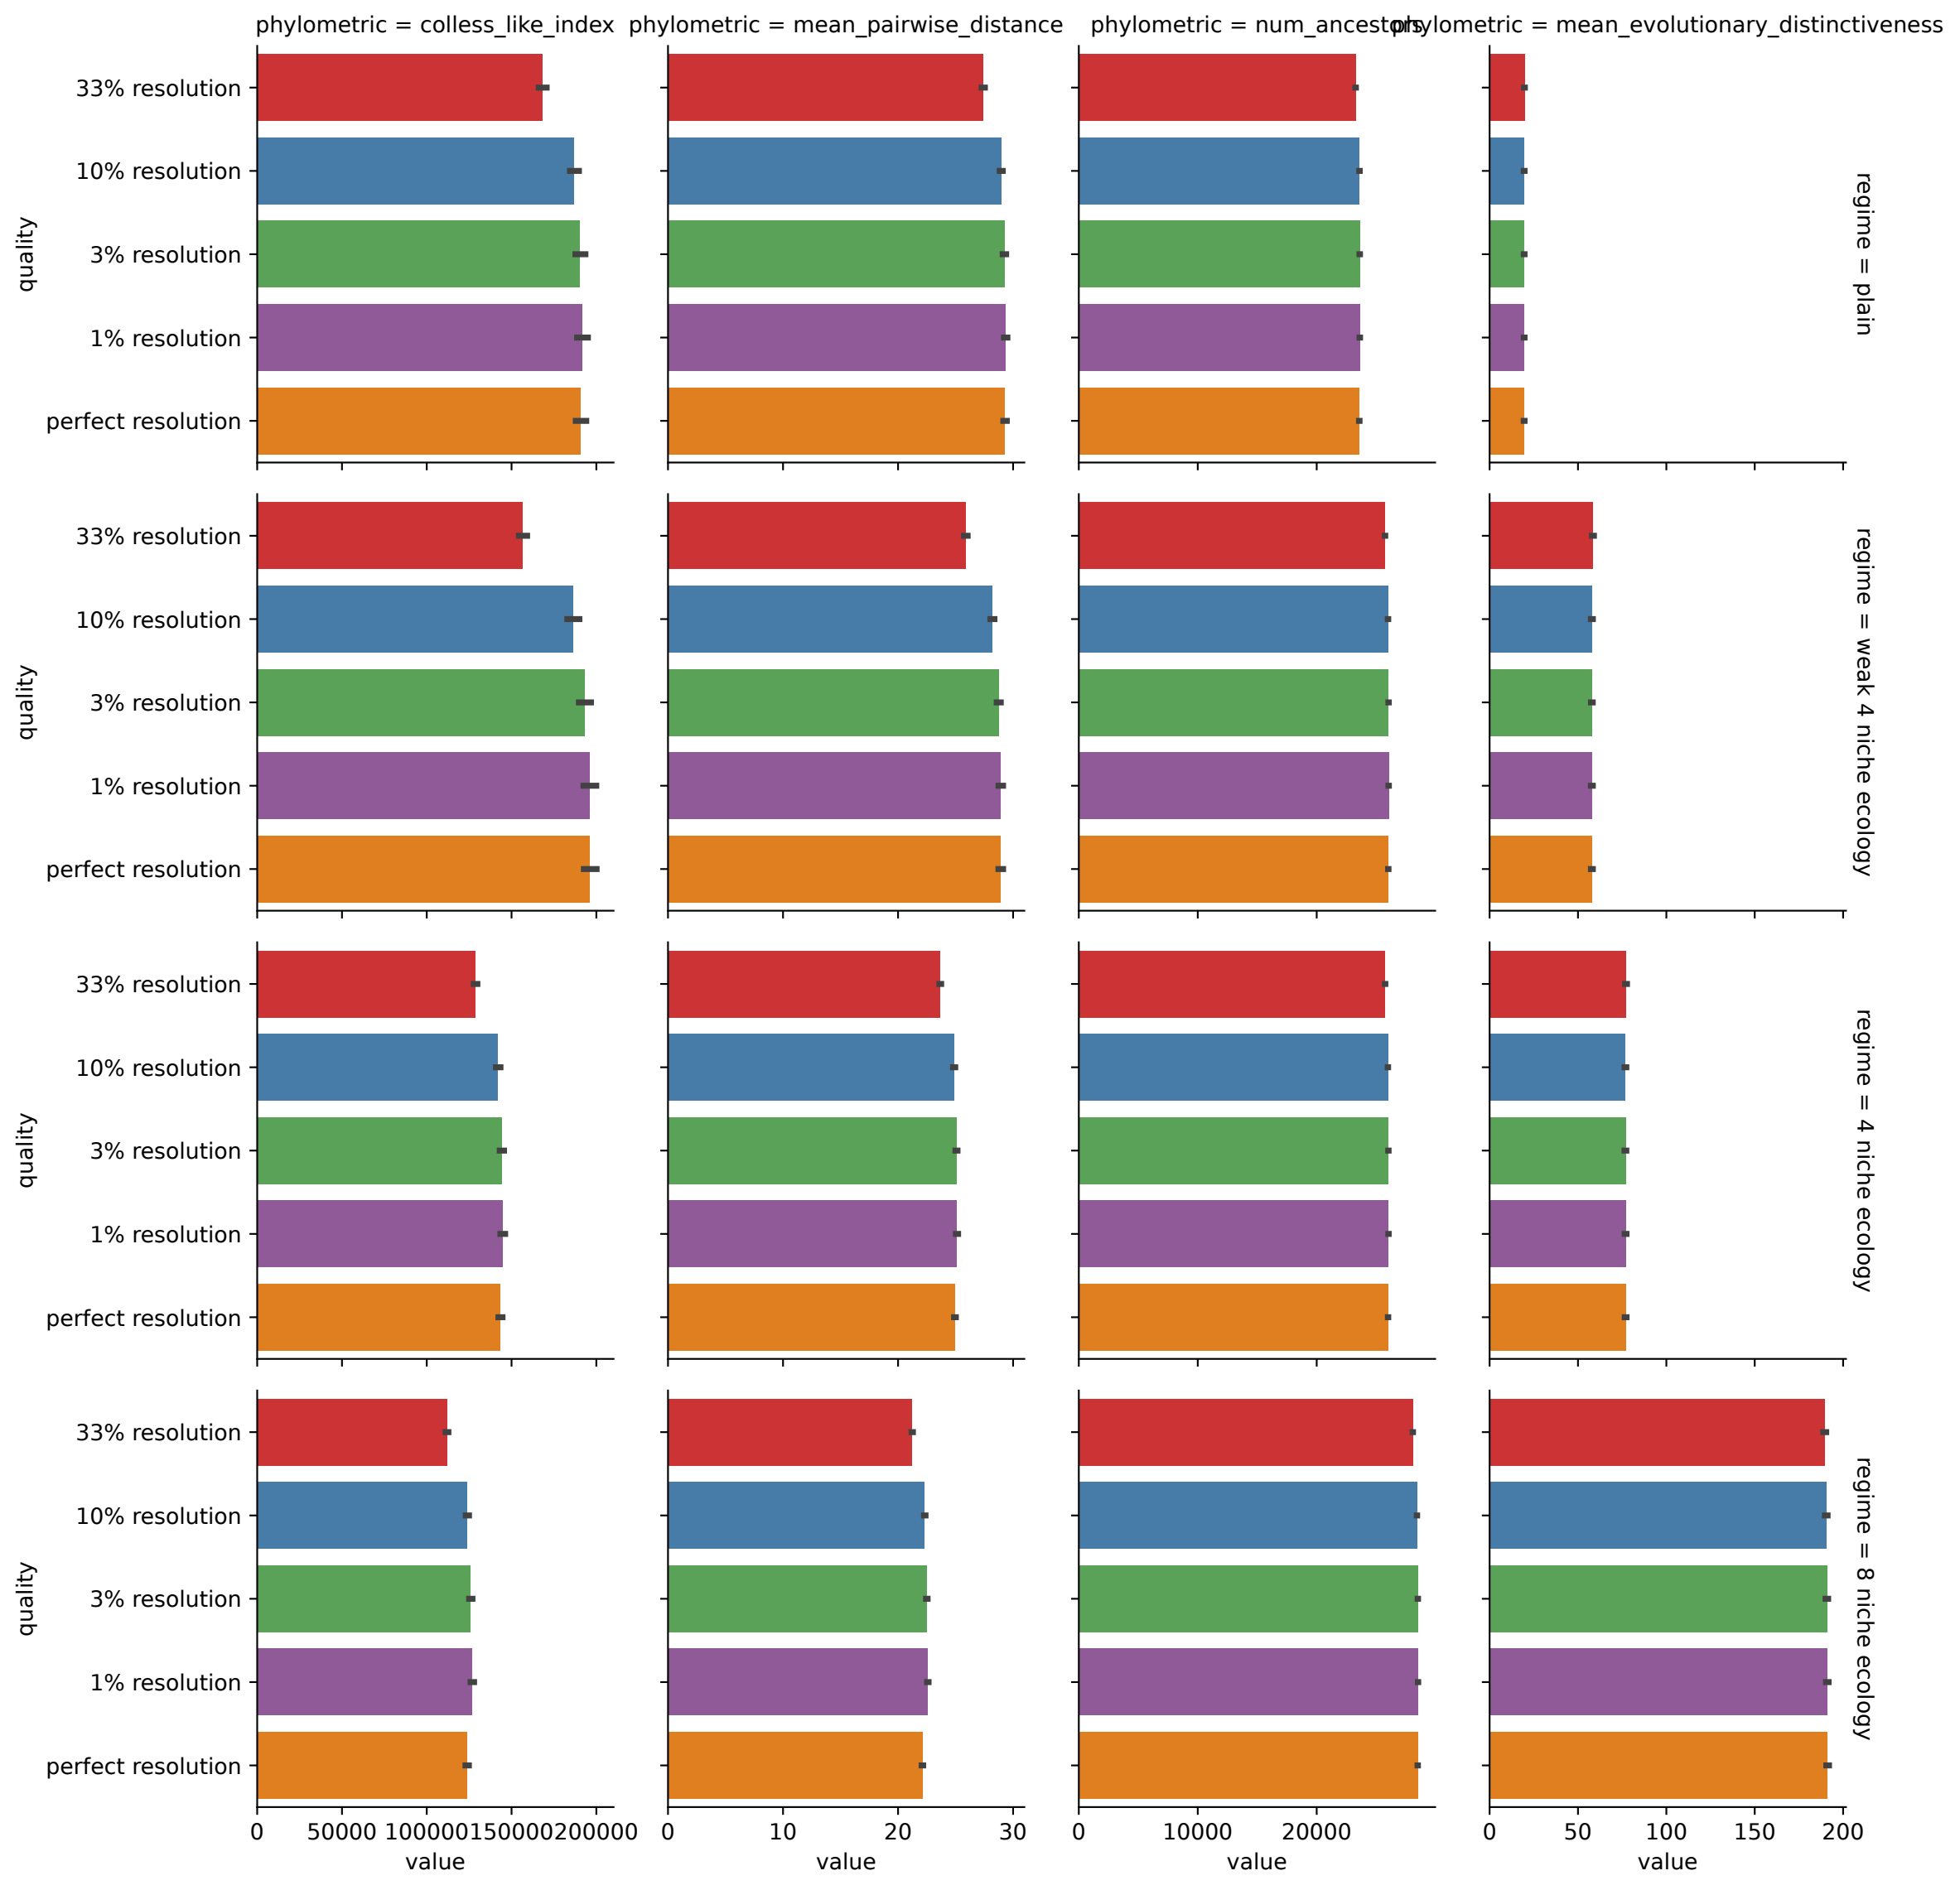 phylometric = colless_like_index
phylometric = mean_pairwise_distance
phylometric = num_ancestors
phylometric = mean_evolutionary_distinctiveness
quality
33% resolution
10% resolution
3% resolution
1% resolution
perfect resolution
regime = plain
quality
33% resolution
10% resolution
3% resolution
1% resolution
perfect resolution
regime = weak 4 niche ecology
quality
33% resolution
10% resolution
3% resolution
1% resolution
perfect resolution
regime = 4 niche ecology
quality
33% resolution
10% resolution
3% resolution
1% resolution
perfect resolution
regime = 8 niche ecology
0 50000 100000 150000 200000
value
0 10 20 30
value
0 10000 20000
value
0 50 100 150 200
value